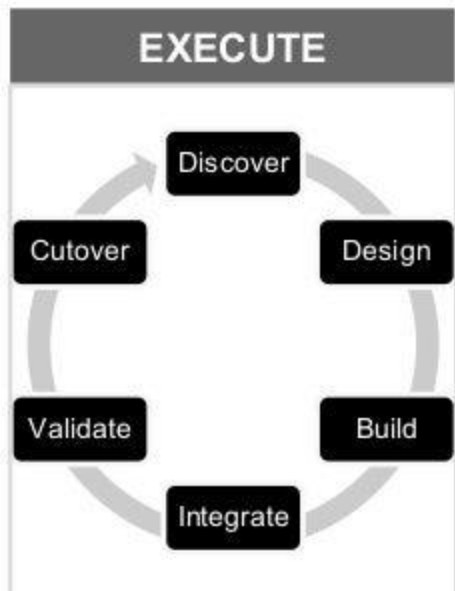 EXECUTE
Discover
Design
Build
Integrate
Validate
Cutover